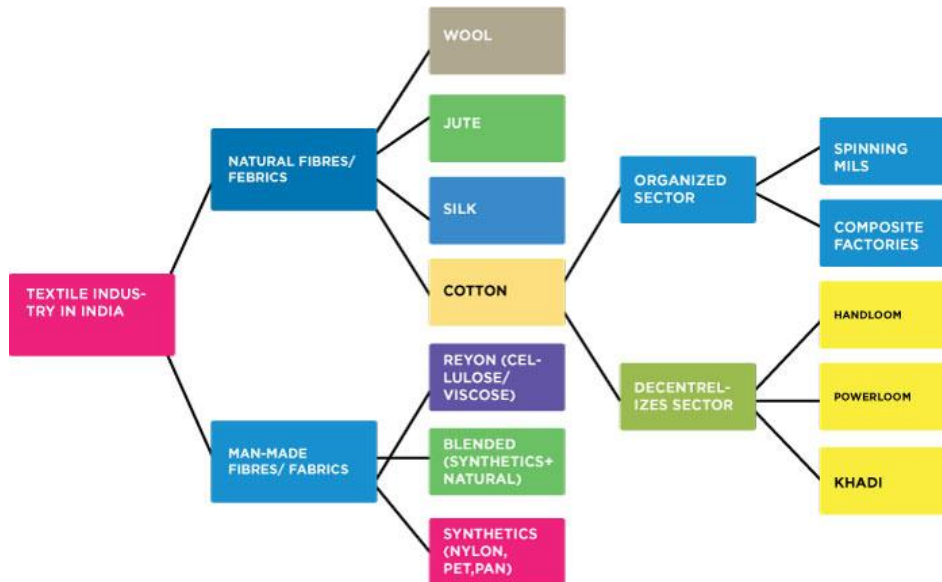 WOOL
JUTE
NATURAL FIBRES/
FEBRICS
SILK
COTTON
TEXTILE INDUS-
TRY IN INDIA
REYON (CEL-
LULOSE/
VISCOSE)
MAN-MADE
FIBRES/ FABRICS
BLENDED
(SYNTHETICS+
NATURAL)
SYNTHETICS
(NYLON,
PET,PAN)
ORGANIZED
SECTOR
SPINNING
MILS
COMPOSITE
FACTORIES
DECENTREL-
IZES SECTOR
HANDLOOM
POWERLOOM
KHADI